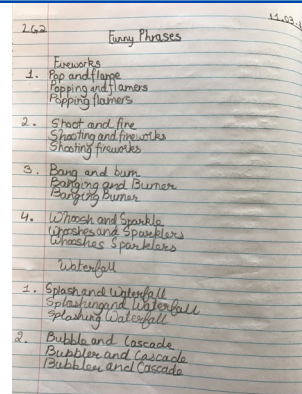 11.03.
2G2
Funny Phrases
Fireworks
1. Pop and flame
Popping and flamers
Popping flamers
2. Shoot and fire
Shooting and fireworks
Shooting fireworks
3. Bang and burn
Banging and Burner
Banging Burner
4. Whoosh and Sparkle
Whooshes and Sparklers
Whooshes Sparklers
Waterfall
1. Splash and Waterfall
Splashing and Waterfall
Splashing Waterfall
2. Bubble and Cascade
Bubbler and Cascade
Bubbler and Cascade